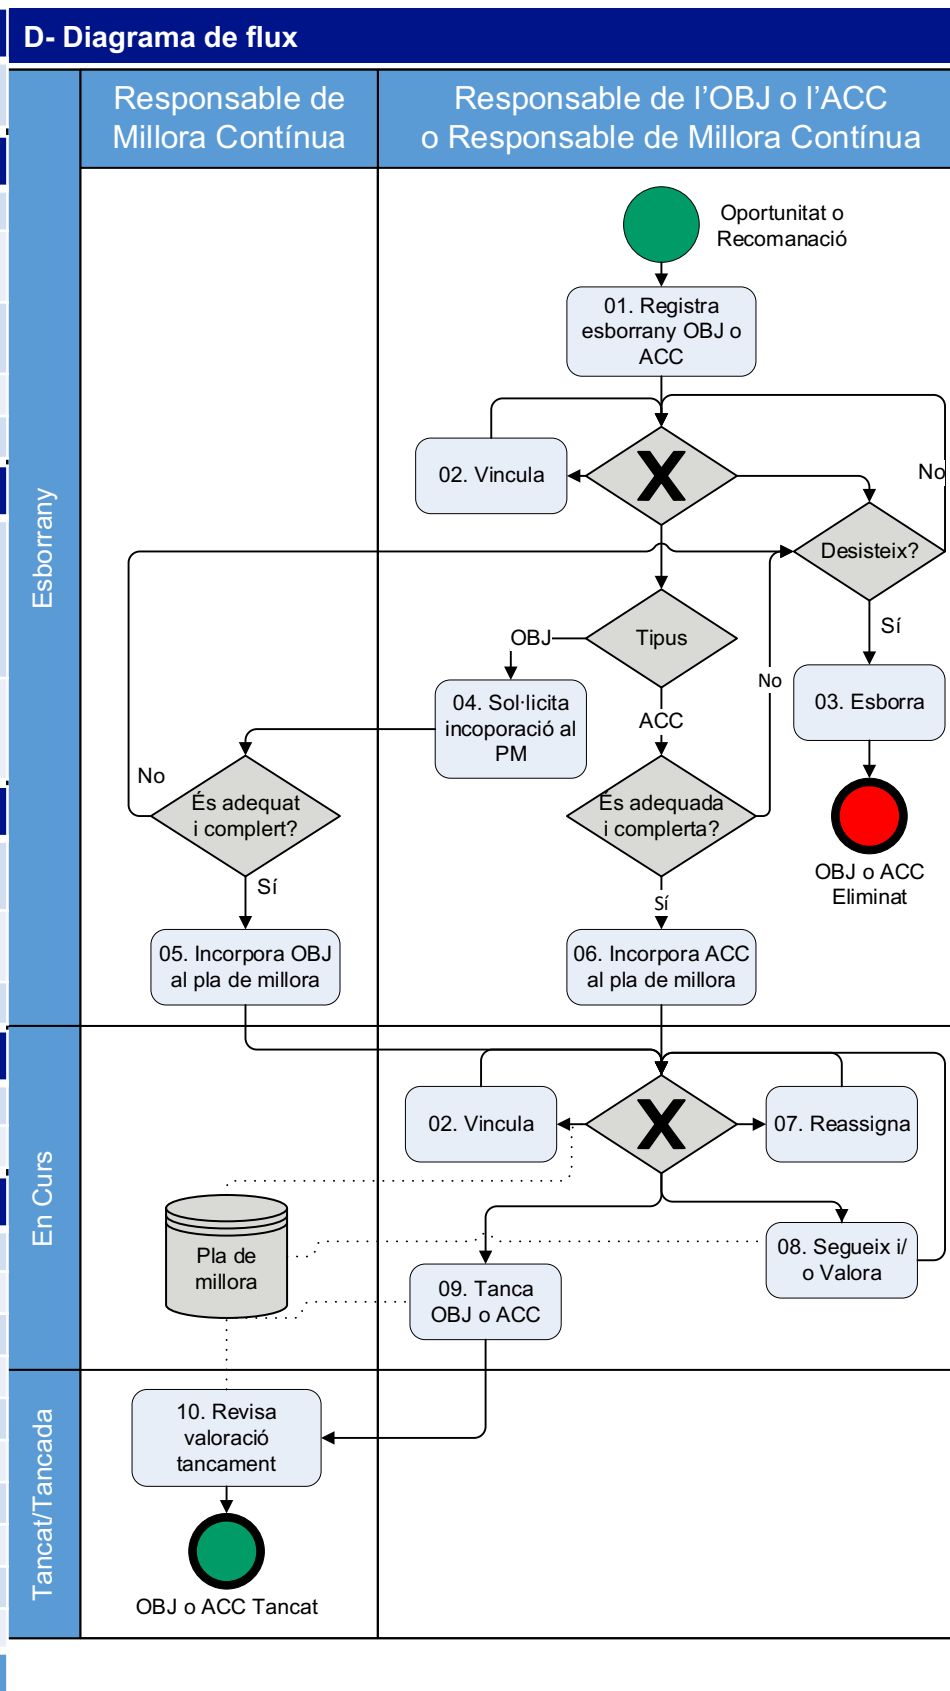 D- Diagrama de flux
Responsable de
Millora Contínua
Responsable de l'OBJ o l'ACC
o Responsable de Millora Contínua
Esborrany
Oportunitat o
Recomanació
01. Registra
esborrany OBJ o
ACC
02. Vincula
X
No
Desisteix?
Sí
OBJ
Tipus
No
04. Sol·licita
incoporació al
PM
ACC
03. Esborra
No
És adequat
i complert?
És adequada
i complerta?
OBJ o ACC
Eliminat
Sí
Sí
05. Incorpora OBJ
al pla de millora
06. Incorpora ACC
al pla de millora
En Curs
02. Vincula
X
07. Reassigna
Pla de
millora
08. Segueix i/
o Valora
09. Tanca
OBJ o ACC
Tancat/Tancada
10. Revisa
valoració
tancament
OBJ o ACC Tancat